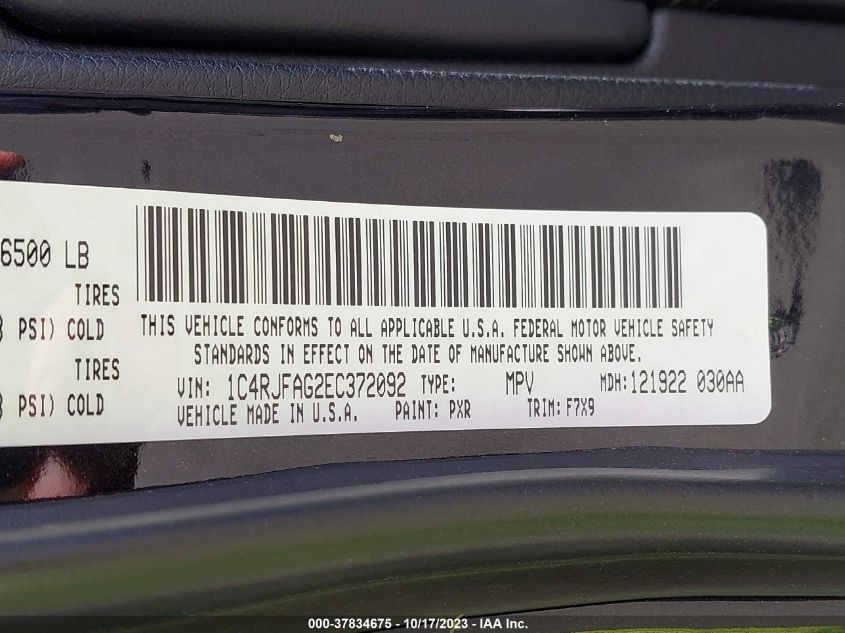 6500 LB
TIRES
PSI) COLD
TIRES
PSI) COLD
THIS VEHICLE CONFORMS TO ALL APPLICABLE U.S.A. FEDERAL MOTOR VEHICLE SAFETY
STANDARDS IN EFFECT ON THE DATE OF MANUFACTURE SHOWN ABOVE.
VIN: 1C4RJFAG2EC372092 TYPE: MPV MDH: 121922 030AA
VEHICLE MADE IN U.S.A. PAINT: PXR TRIM: F7X9
000-37834675 - 10/17/2023 - IAA Inc.